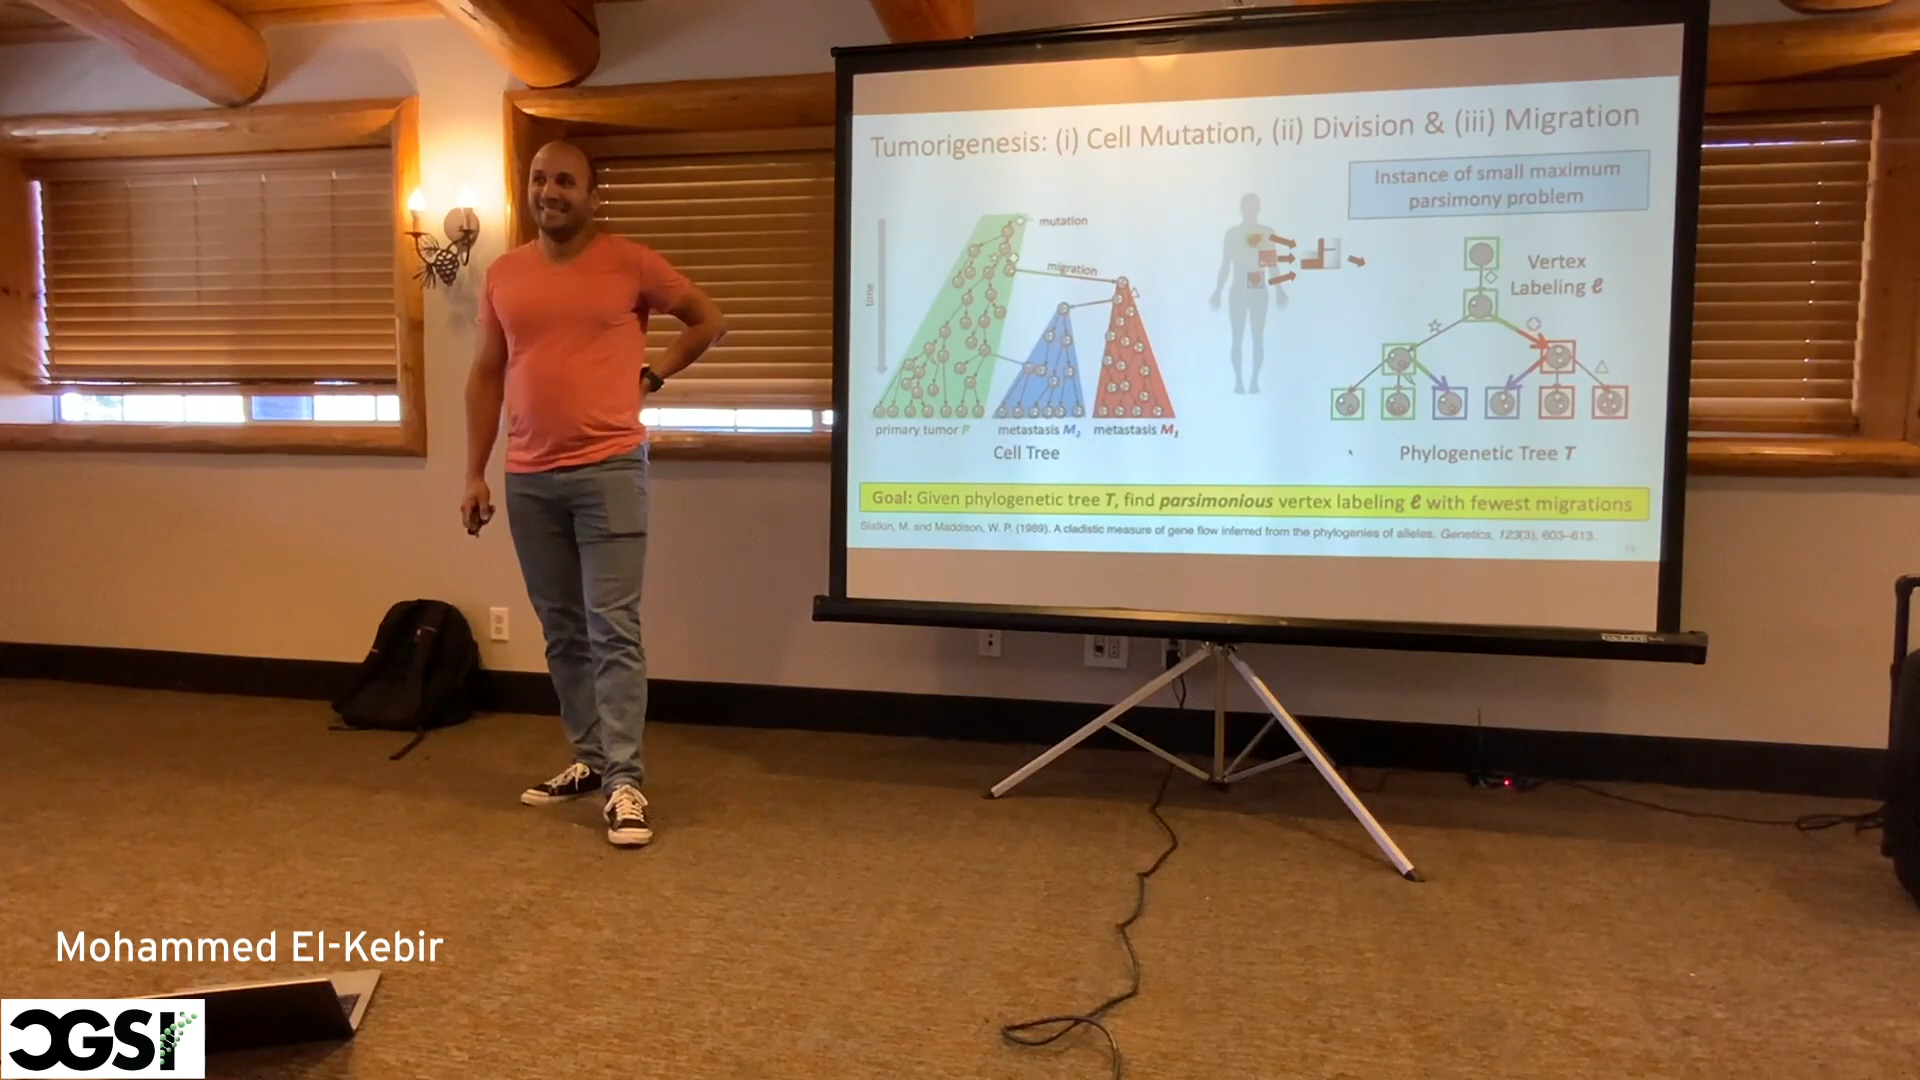 Tumorigenesis: (i) Cell Mutation, (ii) Division & (iii) Migration
Instance of small maximum
parsimony problem
mutation
migration
time
Vertex
Labeling ℓ
primary tumor P
metastasis M₂
metastasis M₁
Cell Tree
Phylogenetic Tree T
Goal: Given phylogenetic tree T, find parsimonious vertex labeling ℓ with fewest migrations
Slatkin, M. and Maddison, W. P. (1989). A cladistic measure of gene flow inferred from the phylogenies of alleles. Genetics, 123(3), 603–613.
Mohammed El-Kebir
CGSI